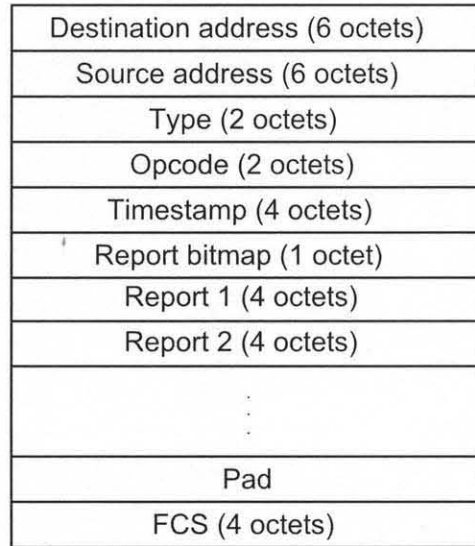 Destination address (6 octets)
Source address (6 octets)
Type (2 octets)
Opcode (2 octets)
Timestamp (4 octets)
Report bitmap (1 octet)
Report 1 (4 octets)
Report 2 (4 octets)
.
.
.
Pad
FCS (4 octets)